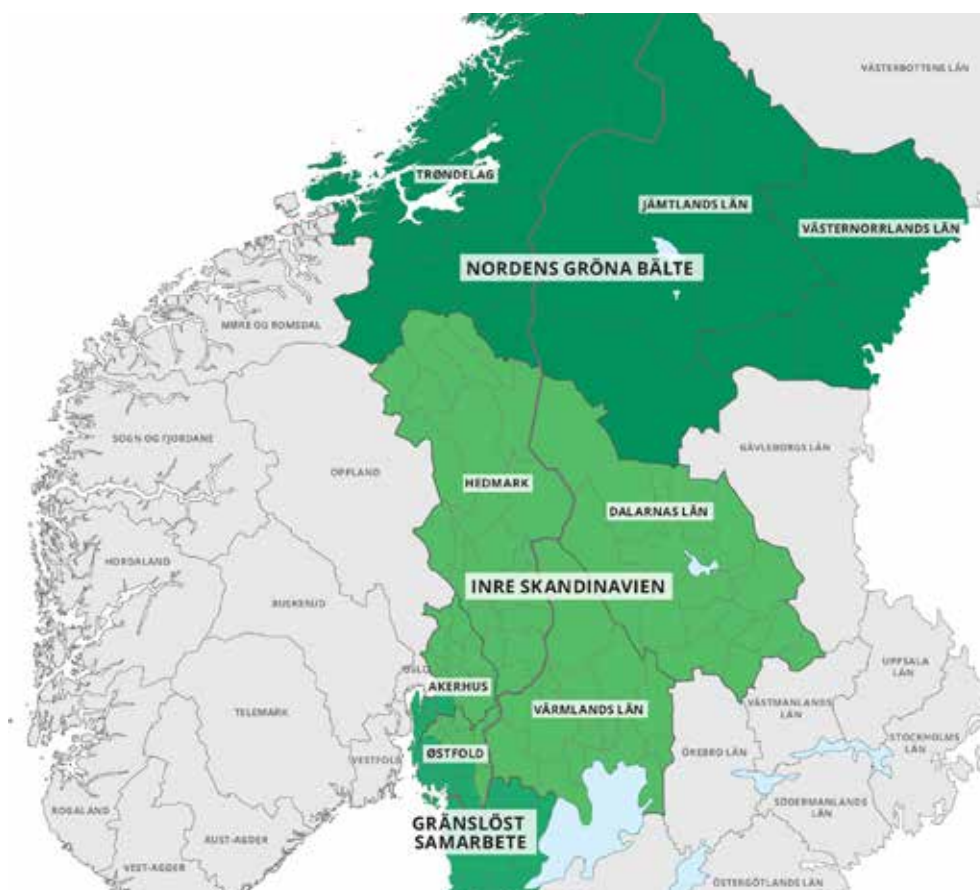 VÄSTERBOTTENS LÄN
TRØNDELAG
JÄMTLANDS LÄN
VÄSTERNORRLANDS LÄN
NORDENS GRÖNA BÄLTE
MØRE OG ROMSDAL
SOGN OG FJORDANE
GÄVLEBORGS LÄN
OPPLAND
HEDMARK
DALARNAS LÄN
HORDALAND
INRE SKANDINAVIEN
BUSKERUD
UPPSALA
LÄN
OSLO
AKERHUS
VÄSTMANLANDS
LÄN
TELEMARK
VÄRMLANDS LÄN
STOCKHOLMS
LÄN
ØSTFOLD
ÖREBRO LÄN
VESTFOLD
ROGALAND
SÖDERMANLANDS
LÄN
GRÄNSLÖST
SAMARBETE
AUST-AGDER
VEST-AGDER
ÖSTERGÖTLANDS LÄN